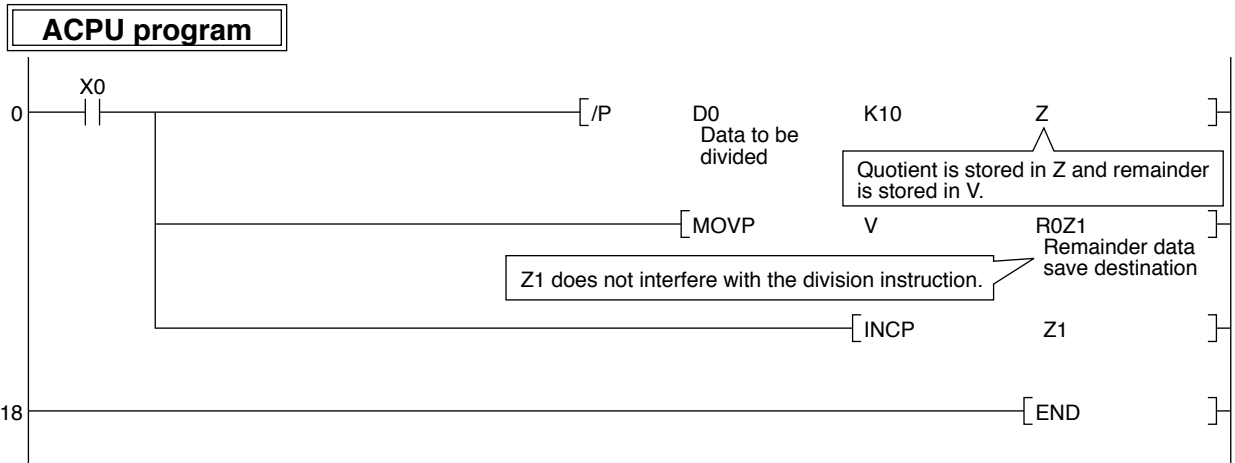 ACPU program
X0
0
/P D0 K10 Z
Data to be
divided
Quotient is stored in Z and remainder
is stored in V.
MOVP V R0Z1
Remainder data
save destination
Z1 does not interfere with the division instruction.
INCP Z1
18
END